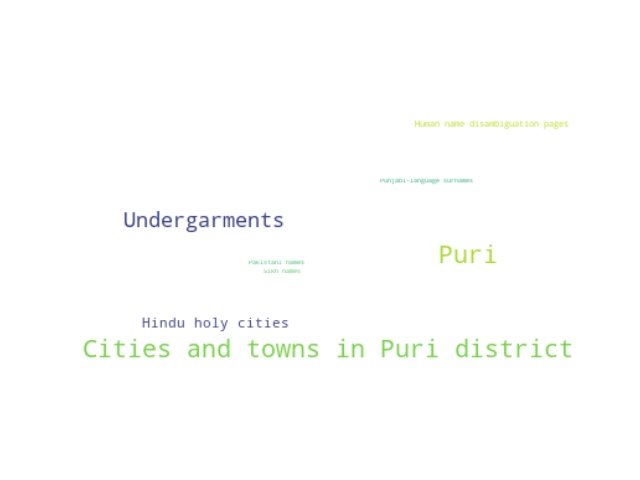 Human name disambiguation pages
Punjabi-language surnames
Undergarments
Puri
Pakistani names
Sikh names
Hindu holy cities
Cities and towns in Puri district